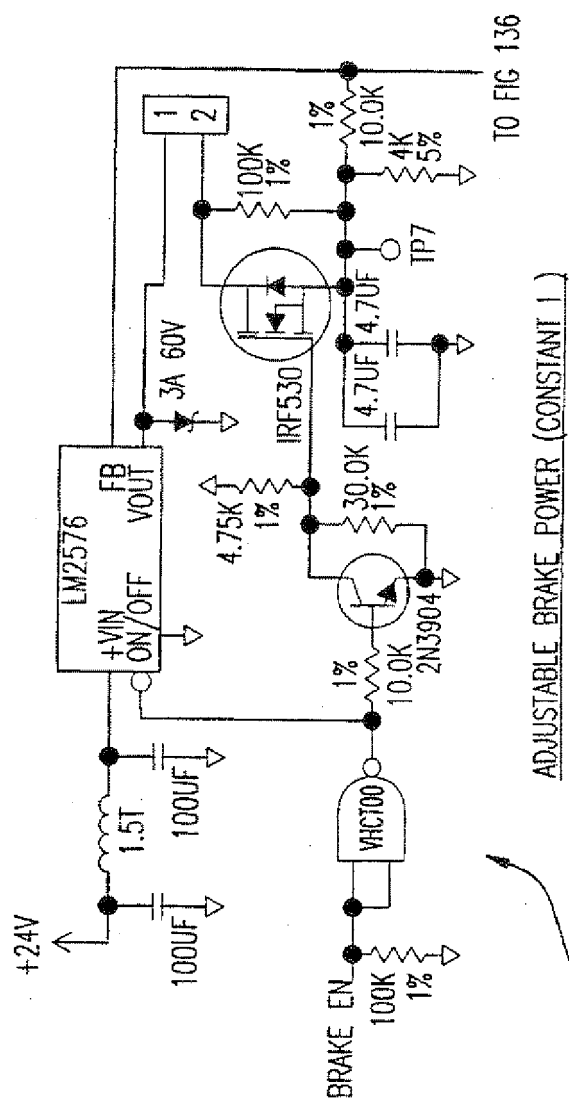 +24V
1.5T
100UF
100UF
LM2576
+VIN
ON/OFF
FB
VOUT
3A 60V
1
2
100K
1%
IRF530
4.75K
1%
30.0K
1%
2N3904
1%
10.0K
VHCT00
BRAKE EN
100K
1%
4.7UF
4.7UF
TP7
1%
10.0K
4K
5%
TO FIG 136
ADJUSTABLE BRAKE POWER (CONSTANT I )